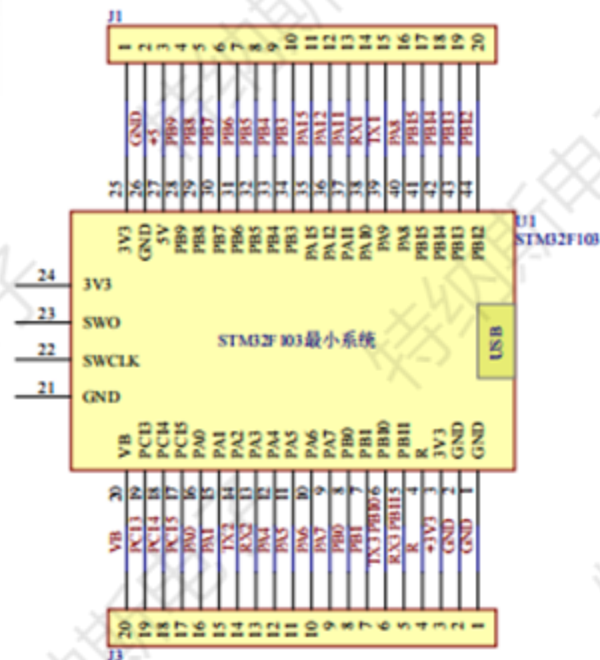 J1
1 2 3 4 5 6 7 8 9 10 11 12 13 14 15 16 17 18 19 20
GND +5 PB9 PB8 PB7 PB6 PB5 PB4 PB3 PA15 PA12 PA11 RX1 TX1 PA8 PB15 PB14 PB13 PB12
25 26 27 28 29 30 31 32 33 34 35 36 37 38 39 40 41 42 43 44
U1
STM32F103
3V3 GND 5V PB9 PB8 PB7 PB6 PB5 PB4 PB3 PA15 PA12 PA11 PA10 PA9 PA8 PB15 PB14 PB13 PB12
24 3V3
23 SWO
22 SWCLK
21 GND
STM32F103最小系统
USB
VB PC13 PC14 PC15 PA0 PA1 PA2 PA3 PA4 PA5 PA6 PA7 PB0 PB1 PB10 PB11 R 3V3 GND GND
20 19 18 17 16 15 14 13 12 11 10 9 8 7 6 5 4 3 2 1
VB PC13 PC14 PC15 PA0 PA1 TX2 RX2 PA4 PA5 PA6 PA7 PB0 PB1 TX3 PB10 RX3 PB11 R +3V3 GND GND
20 19 18 17 16 15 14 13 12 11 10 9 8 7 6 5 4 3 2 1
J3
特纳斯电子